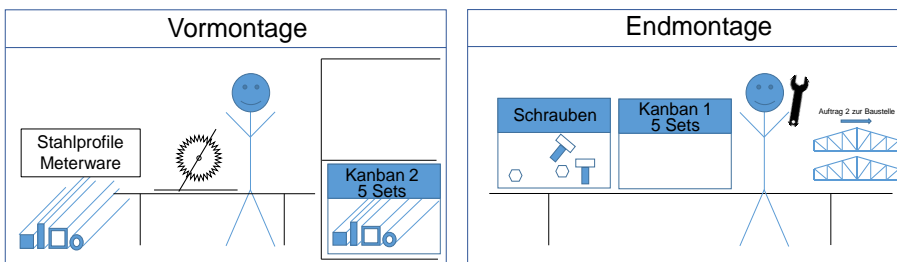 Vormontage
Stahlprofile
Meterware
Kanban 2
5 Sets
Endmontage
Schrauben
Kanban 1
5 Sets
Auftrag 2 zur Baustelle